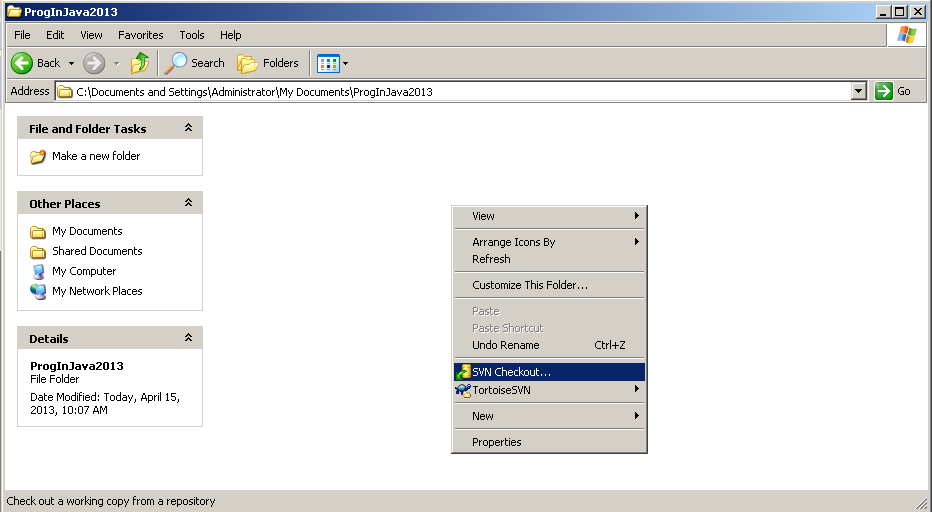 ProgInJava2013
File Edit View Favorites Tools Help
Back Search Folders
Address C:\Documents and Settings\Administrator\My Documents\ProgInJava2013 Go
File and Folder Tasks
Make a new folder
Other Places
My Documents
Shared Documents
My Computer
My Network Places
Details
ProgInJava2013
File Folder
Date Modified: Today, April 15,
2013, 10:07 AM
View
Arrange Icons By
Refresh
Customize This Folder...
Paste
Paste Shortcut
Undo Rename Ctrl+Z
SVN Checkout...
TortoiseSVN
New
Properties
Check out a working copy from a repository